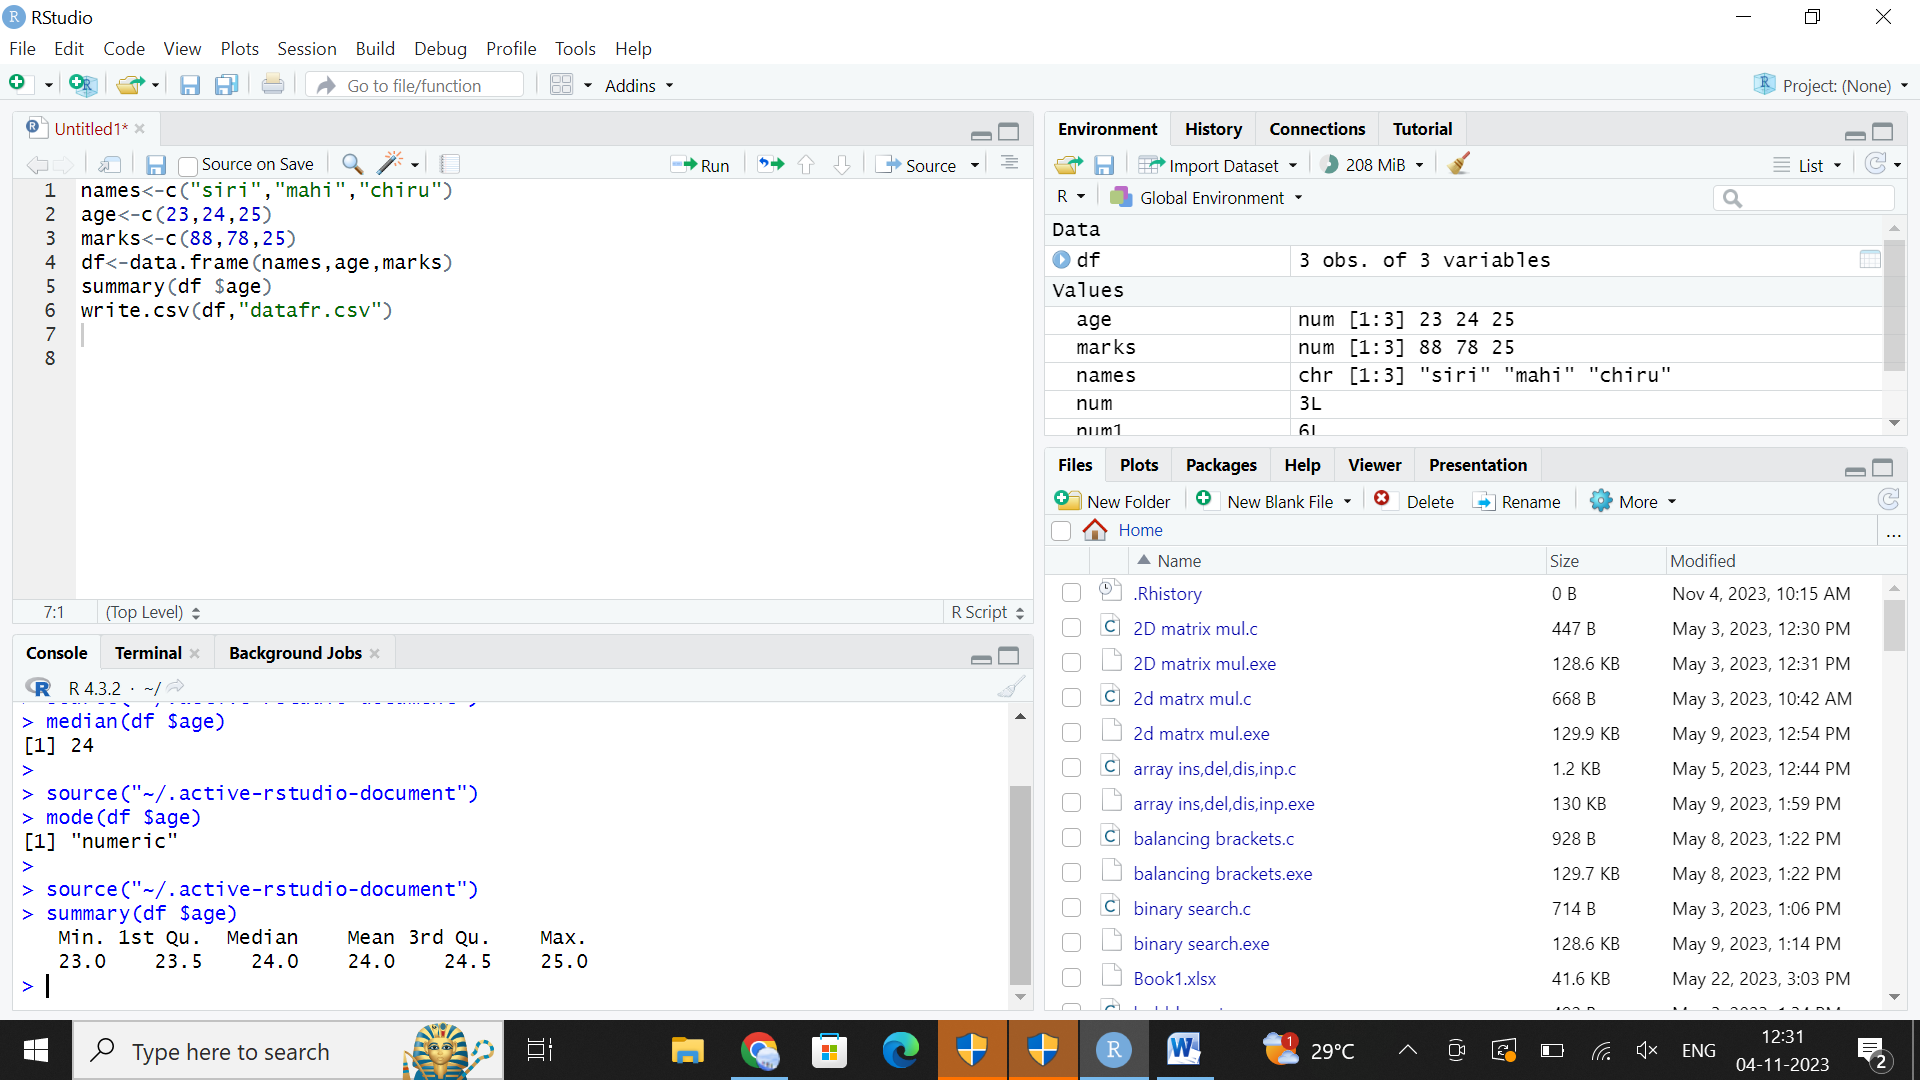 RStudio
File Edit Code View Plots Session Build Debug Profile Tools Help
Go to file/function Addins Project: (None)
Untitled1*
Source on Save Run Source
1 names<-c("siri","mahi","chiru")
2 age<-c(23,24,25)
3 marks<-c(88,78,25)
4 df<-data.frame(names,age,marks)
5 summary(df $age)
6 write.csv(df,"datafr.csv")
7
8
7:1 (Top Level) R Script
Console Terminal Background Jobs
R 4.3.2 · ~/
> median(df $age)
[1] 24
>
> source("~/.active-rstudio-document")
> mode(df $age)
[1] "numeric"
>
> source("~/.active-rstudio-document")
> summary(df $age)
Min. 1st Qu. Median Mean 3rd Qu. Max.
23.0 23.5 24.0 24.0 24.5 25.0
>
Environment History Connections Tutorial
Import Dataset 208 MiB List
R Global Environment
Data
df 3 obs. of 3 variables
Values
age num [1:3] 23 24 25
marks num [1:3] 88 78 25
names chr [1:3] "siri" "mahi" "chiru"
num 3L
num1 6L
Files Plots Packages Help Viewer Presentation
New Folder New Blank File Delete Rename More
Home ...
Name Size Modified
.Rhistory 0 B Nov 4, 2023, 10:15 AM
2D matrix mul.c 447 B May 3, 2023, 12:30 PM
2D matrix mul.exe 128.6 KB May 3, 2023, 12:31 PM
2d matrx mul.c 668 B May 3, 2023, 10:42 AM
2d matrx mul.exe 129.9 KB May 9, 2023, 12:54 PM
array ins,del,dis,inp.c 1.2 KB May 5, 2023, 12:44 PM
array ins,del,dis,inp.exe 130 KB May 9, 2023, 1:59 PM
balancing brackets.c 928 B May 8, 2023, 1:22 PM
balancing brackets.exe 129.7 KB May 8, 2023, 1:22 PM
binary search.c 714 B May 3, 2023, 1:06 PM
binary search.exe 128.6 KB May 9, 2023, 1:14 PM
Book1.xlsx 41.6 KB May 22, 2023, 3:03 PM
Type here to search 1 29°C ENG 12:31
04-11-2023 2